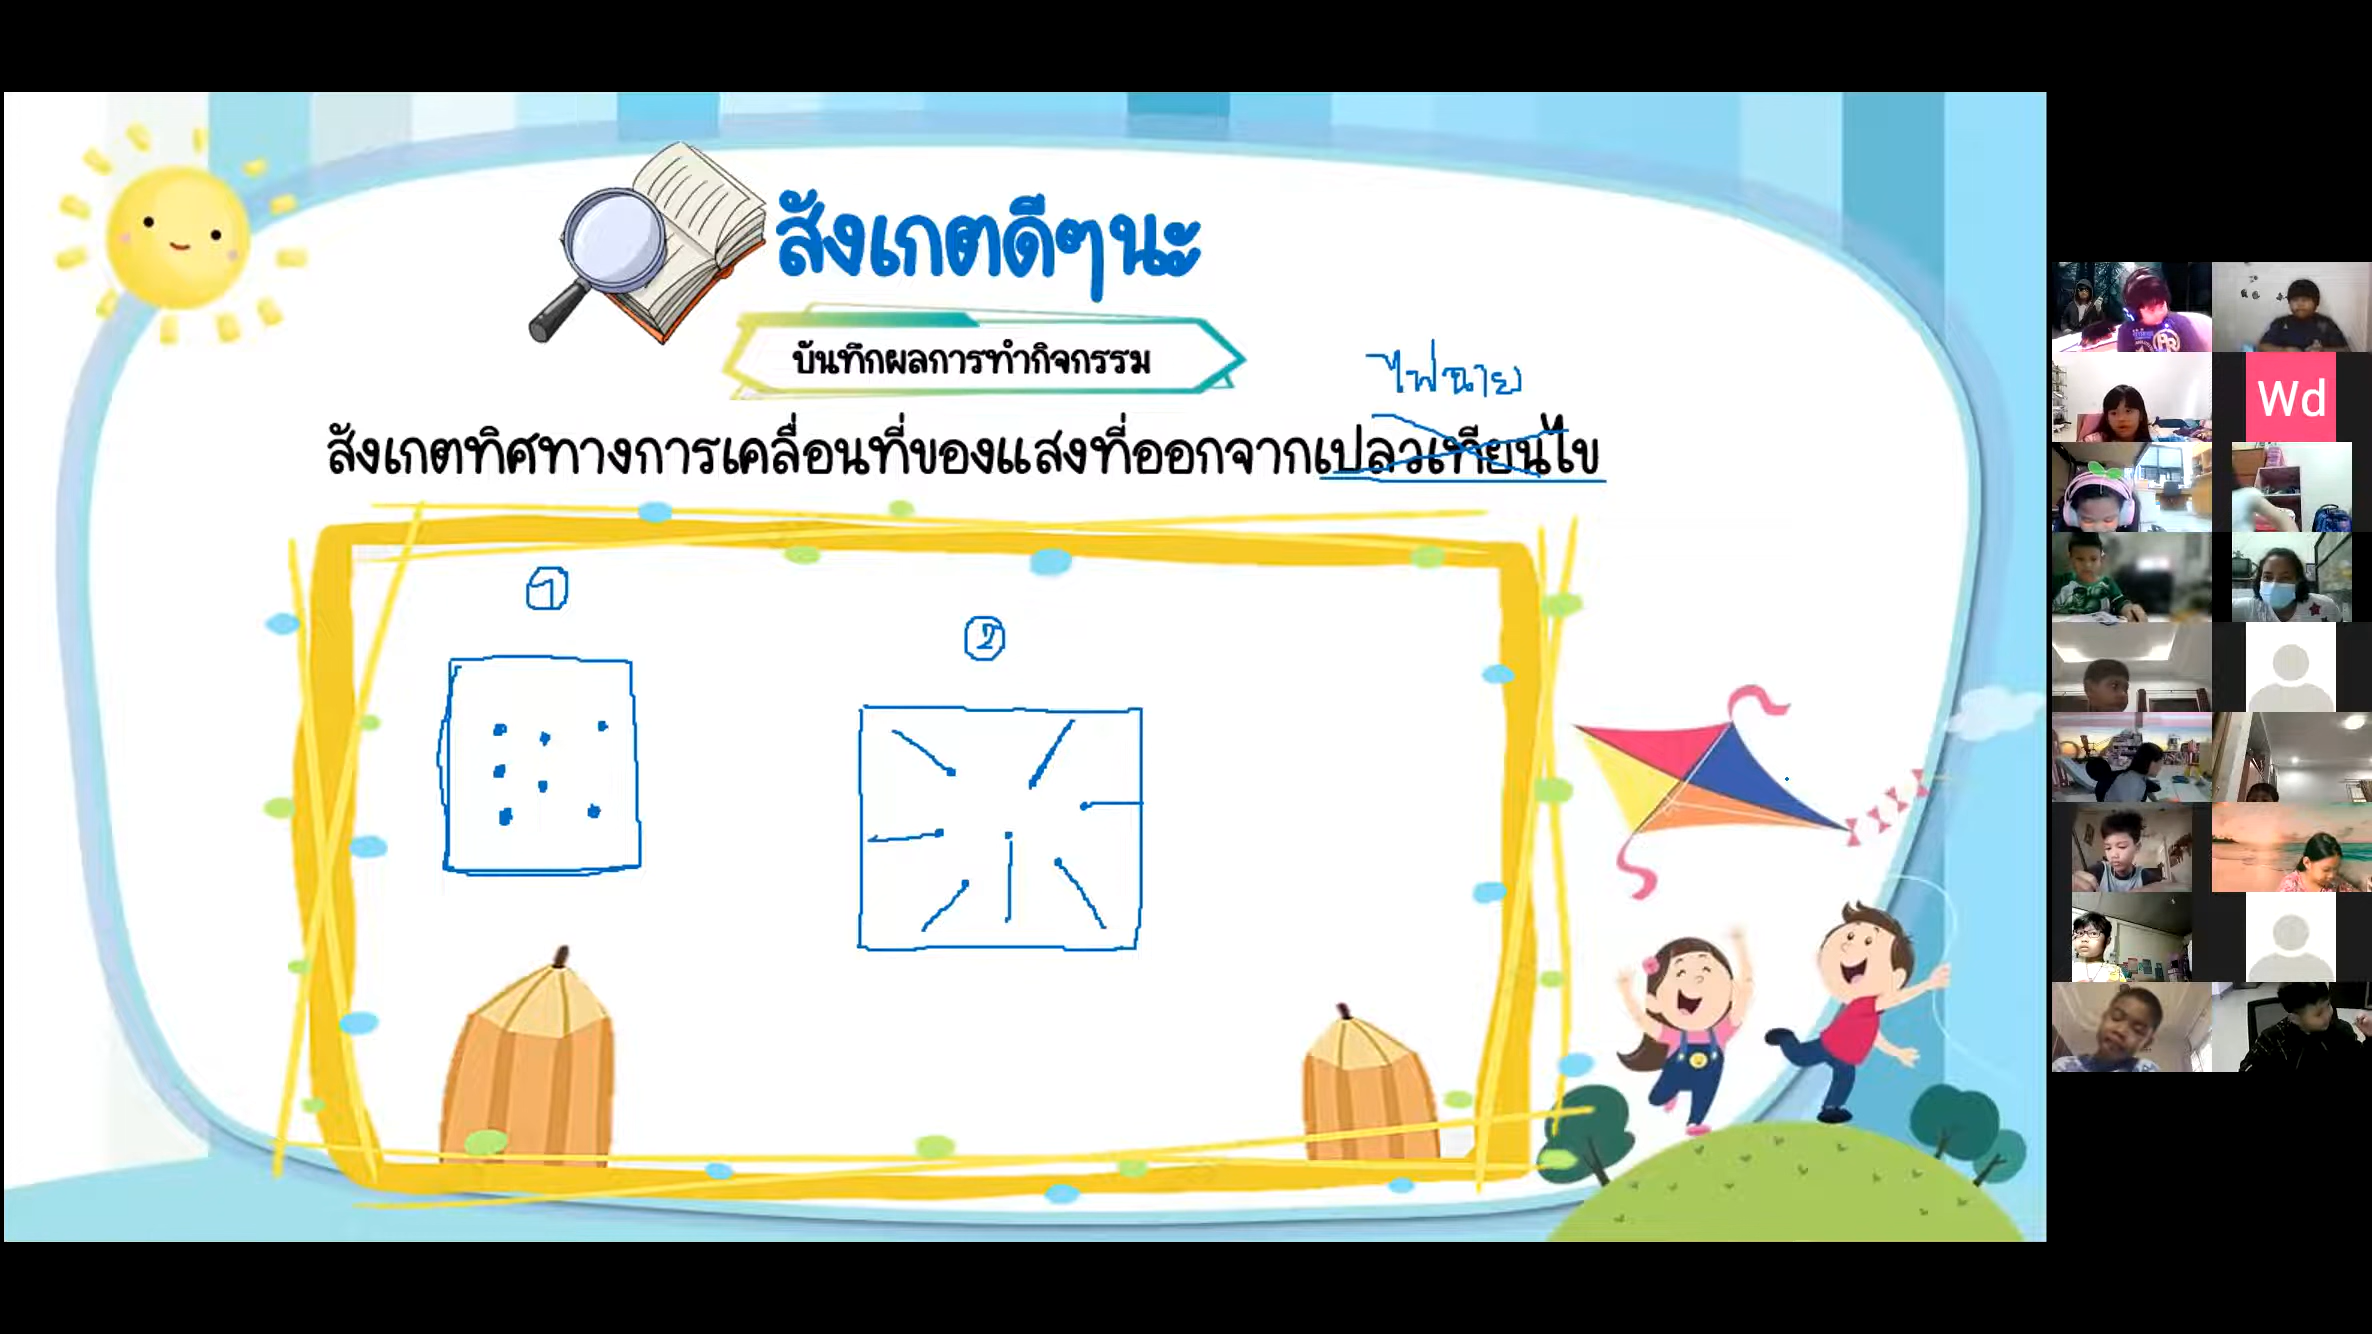 สังเกตดีๆนะ
บันทึกผลการทำกิจกรรม
ไฟฉาย
สังเกตทิศทางการเคลื่อนที่ของแสงที่ออกจากเปลวเทียนไข
1
2
Wd